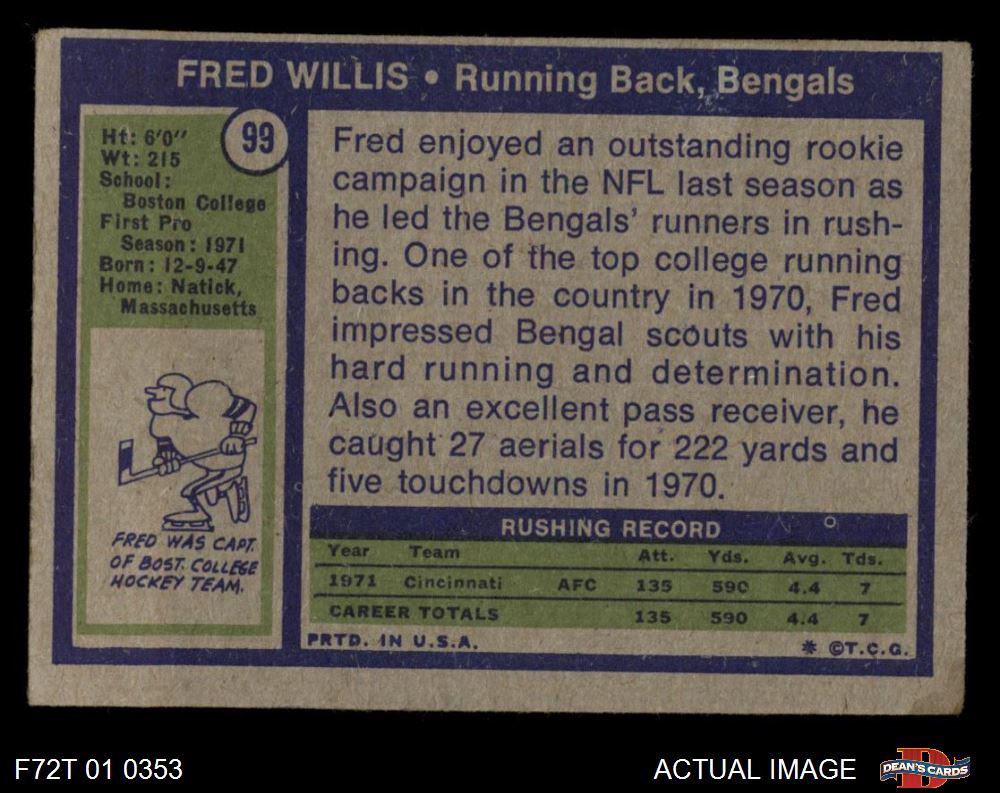 FRED WILLIS • Running Back, Bengals
99
Ht: 6'0''
Wt: 215
School:
Boston College
First Pro
Season: 1971
Born: 12-9-47
Home: Natick,
Massachusetts
FRED WAS CAPT.
OF BOST. COLLEGE
HOCKEY TEAM.
Fred enjoyed an outstanding rookie
campaign in the NFL last season as
he led the Bengals' runners in rush-
ing. One of the top college running
backs in the country in 1970, Fred
impressed Bengal scouts with his
hard running and determination.
Also an excellent pass receiver, he
caught 27 aerials for 222 yards and
five touchdowns in 1970.
RUSHING RECORD
Year Team Att. Yds. Avg. Tds.
1971 Cincinnati AFC 135 590 4.4 7
CAREER TOTALS 135 590 4.4 7
PRTD. IN U.S.A. * ©T.C.G.
F72T 01 0353
ACTUAL IMAGE
D
DEAN'S CARDS